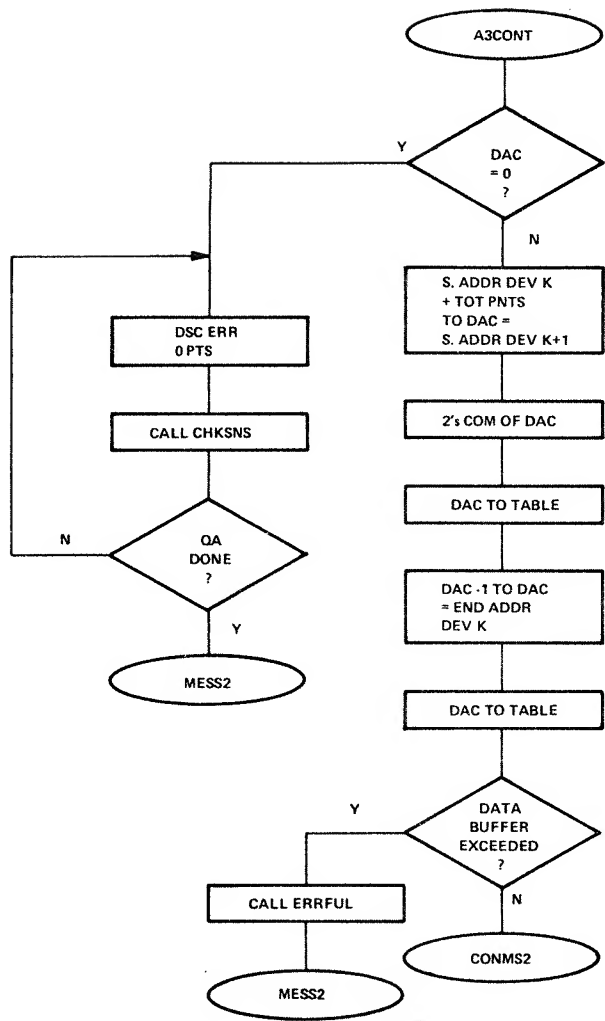 A3CONT
DAC
= 0
?
Y
N
S. ADDR DEV K
+ TOT PNTS
TO DAC =
S. ADDR DEV K+1
2's COM OF DAC
DAC TO TABLE
DAC -1 TO DAC
= END ADDR
DEV K
DAC TO TABLE
DATA
BUFFER
EXCEEDED
?
Y
N
CALL ERRFUL
MESS2
CONMS2
DSC ERR
0 PTS
CALL CHKSNS
QA
DONE
?
N
Y
MESS2